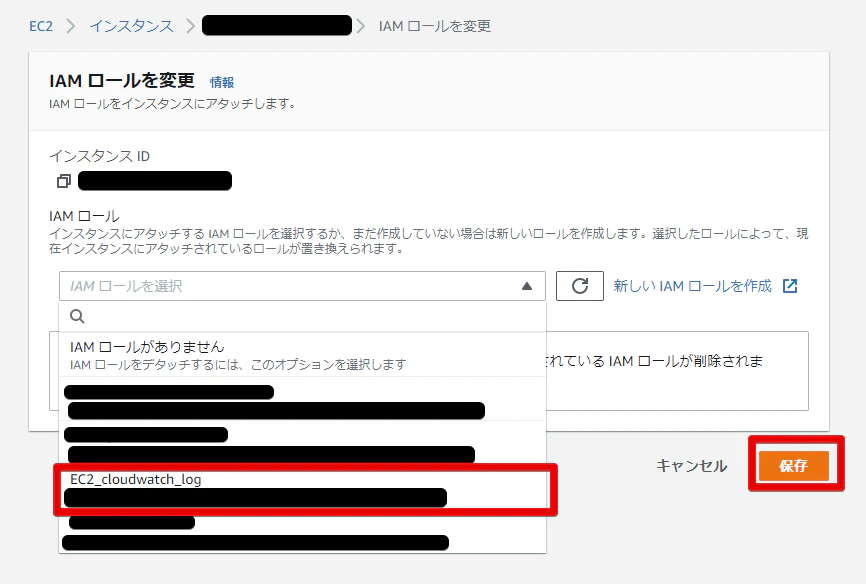 EC2 > インスタンス > > IAM ロールを変更
IAM ロールを変更 情報
IAM ロールをインスタンスにアタッチします。
インスタンス ID
IAM ロール
インスタンスにアタッチする IAM ロールを選択するか、まだ作成していない場合は新しいロールを作成します。選択したロールによって、現
在インスタンスにアタッチされているロールが置き換えられます。
IAM ロールを選択 新しい IAM ロールを作成
IAM ロールがありません
IAM ロールをデタッチするには、このオプションを選択します
されている IAM ロールが削除されま
EC2_cloudwatch_log
キャンセル 保存